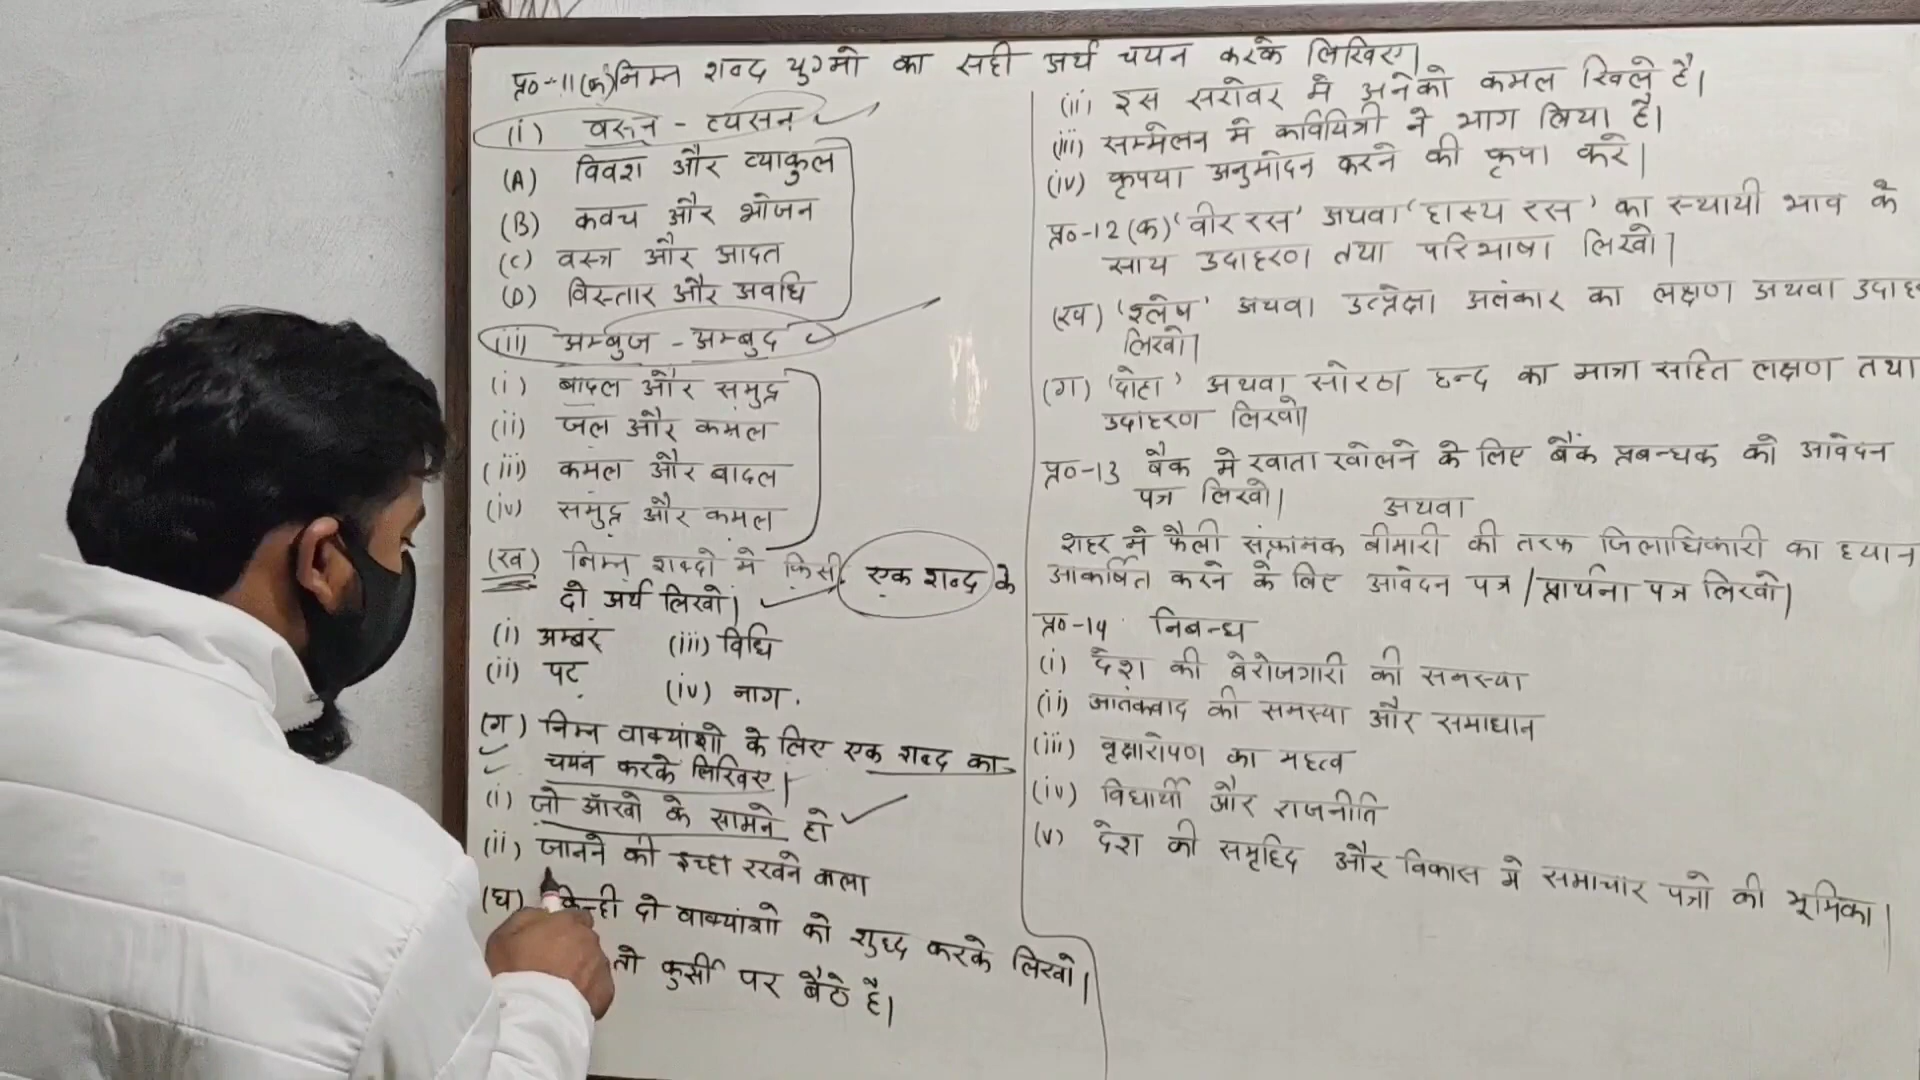 प्र०-11(क) निम्न शब्द युग्मो का सही अर्थ चयन करके लिखिए।
(i) वसन - व्यसन
(A) विवश और व्याकुल
(B) कवच और भोजन
(C) वस्त्र और आदत
(D) विस्तार और अवधि
(ii) अम्बुज - अम्बुद
(i) बादल और समुद्र
(ii) जल और कमल
(iii) कमल और बादल
(iv) समुद्र और कमल
(ख) निम्न शब्दो मे किसी एक शब्द के
दो अर्थ लिखो।
(i) अम्बर (iii) विधि
(ii) पट (iv) नाग.
(ग) निम्न वाक्यांशो के लिए एक शब्द का
चयन करके लिखिए।
(i) जो ऑखो के सामने हो
(ii) जानने की इच्छा रखने वाला
(घ) किन्ही दो वाक्यांशो को शुध्द करके लिखो।
तो कुर्सी पर बैठे है।
(ii) इस सरोवर मे अनेको कमल खिले है।
(iii) सम्मेलन मे कवियित्री ने भाग लिया है।
(iv) कृपया अनुमोदन करने की कृपा करे।
प्र०-12(क) 'वीर रस' अथवा 'हास्य रस' का स्थायी भाव के
साथ उदाहरण तथा परिभाषा लिखो।
(ख) 'श्लेष' अथवा उत्प्रेक्षा अलंकार का लक्षण अथवा
लिखो।
(ग) 'दोहा' अथवा सोरठा छन्द का मात्रा सहित लक्षण तथा
उदाहरण लिखो।
प्र०-13 बैंक मे खाता खोलने के लिए बैंक प्रबन्धक को आवेदन
पत्र लिखो।
अथवा
शहर मे फैली संक्रामक बीमारी की तरफ जिलाधिकारी का ध्यान
आकर्षित करने के लिए आवेदन पत्र / प्रार्थना पत्र लिखो।
प्र०-14 निबन्ध
(i) देश की बेरोजगारी की समस्या
(ii) आतंकवाद की समस्या और समाधान
(iii) वृक्षारोपण का महत्व
(iv) विधार्थी और राजनीति
(v) देश की समृध्दि और विकास मे समाचार पत्रो की भूमिका।